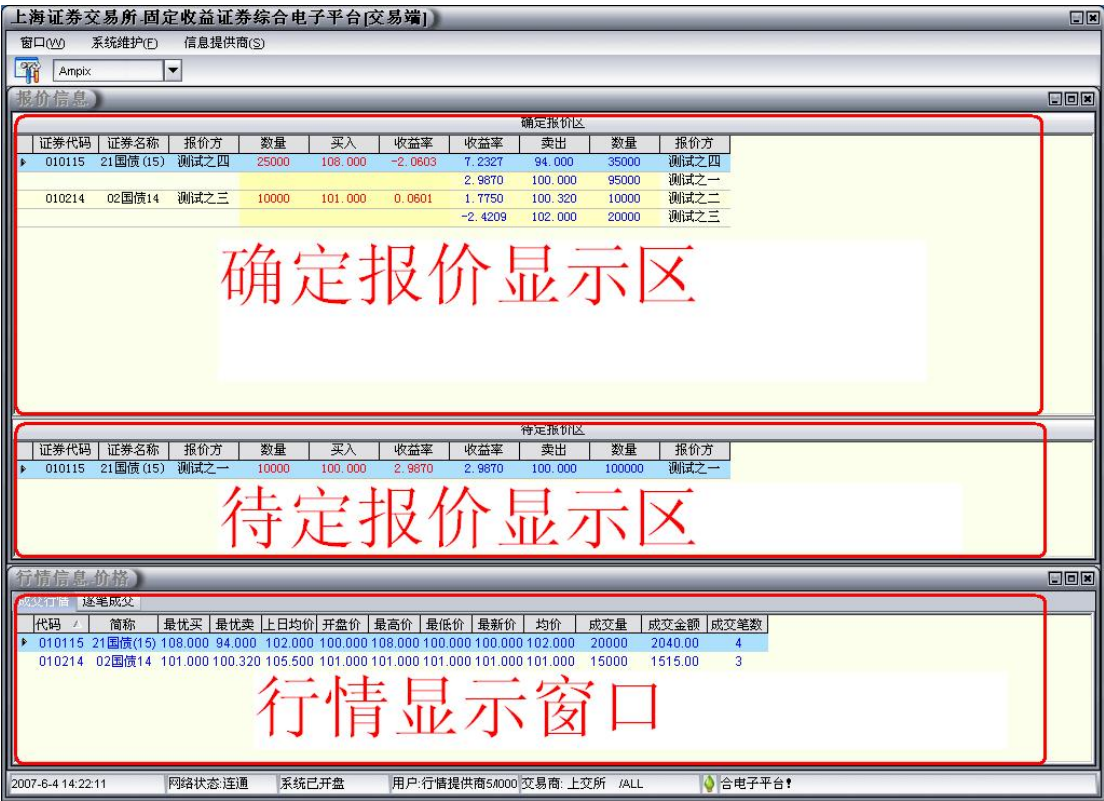 上海证券交易所-固定收益证券综合电子平台[交易端]
窗口(W) 系统维护(F) 信息提供商(S)
Ampix
报价信息
确定报价区
证券代码 证券名称 报价方 数量 买入 收益率 收益率 卖出 数量 报价方
010115 21国债(15) 测试之四 25000 108.000 -2.0603 7.2327 94.000 35000 测试之四
2.9870 100.000 95000 测试之一
010214 02国债14 测试之三 10000 101.000 0.0601 1.7750 100.320 10000 测试之二
-2.4209 102.000 20000 测试之三
确定报价显示区
待定报价区
证券代码 证券名称 报价方 数量 买入 收益率 收益率 卖出 数量 报价方
010115 21国债(15) 测试之一 10000 100.000 2.9870 2.9870 100.000 100000 测试之一
待定报价显示区
行情信息-价格
成交行情 逐笔成交
代码 简称 最优买 最优卖 上日均价 开盘价 最高价 最低价 最新价 均价 成交量 成交金额 成交笔数
010115 21国债(15) 108.000 94.000 102.000 100.000 108.000 100.000 100.000 102.000 20000 2040.00 4
010214 02国债14 101.000 100.320 105.500 101.000 101.000 101.000 101.000 101.000 15000 1515.00 3
行情显示窗口
2007-6-4 14:22:11 网络状态:连通 系统已开盘 用户:行情提供商5/1000 交易商: 上交所 /ALL 合电子平台!